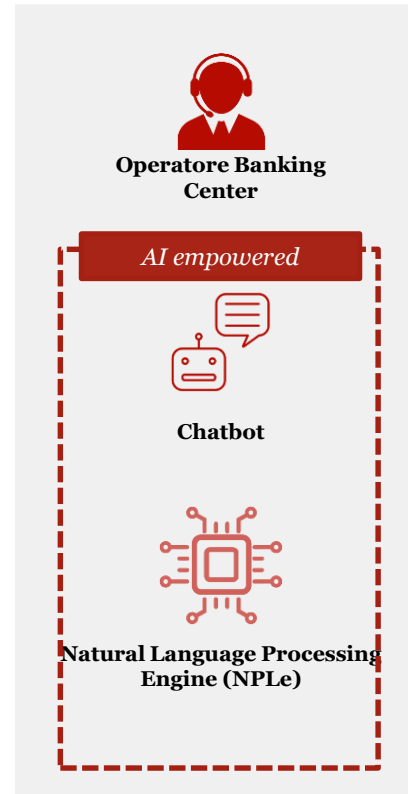 Operatore Banking
Center
AI empowered
Chatbot
Natural Language Processing
Engine (NPLe)